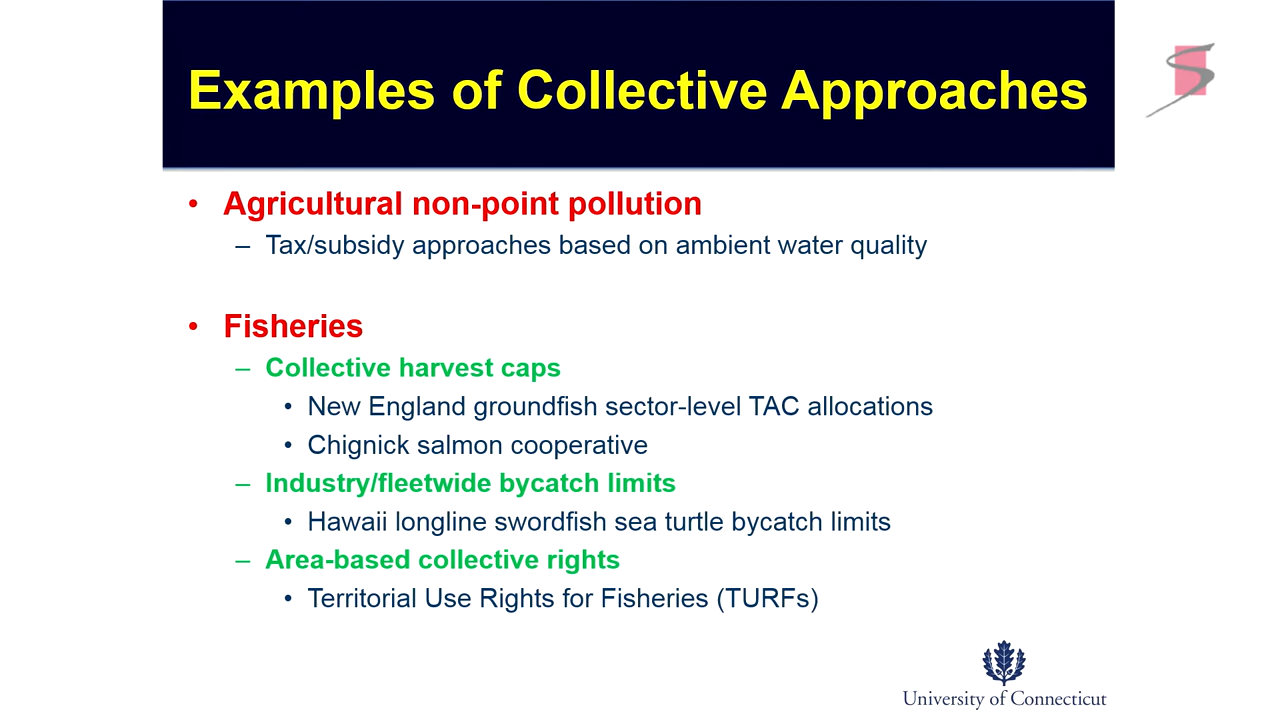 Examples of Collective Approaches
• Agricultural non-point pollution
– Tax/subsidy approaches based on ambient water quality
• Fisheries
– Collective harvest caps
• New England groundfish sector-level TAC allocations
• Chignick salmon cooperative
– Industry/fleetwide bycatch limits
• Hawaii longline swordfish sea turtle bycatch limits
– Area-based collective rights
• Territorial Use Rights for Fisheries (TURFs)
University of Connecticut